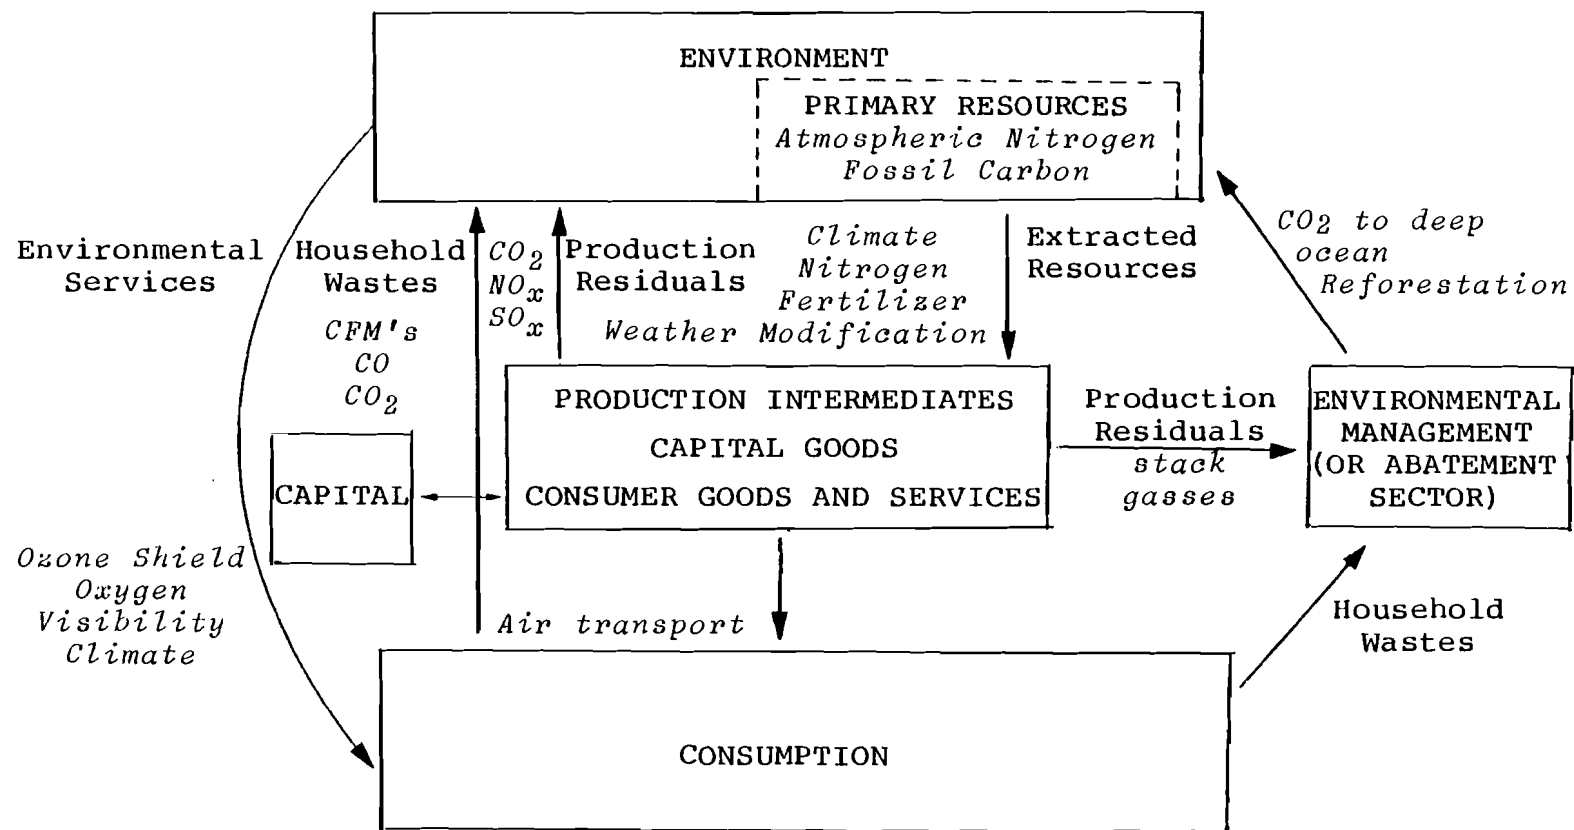 ENVIRONMENT
PRIMARY RESOURCES
Atmospheric Nitrogen
Fossil Carbon
Environmental
Services
Household
Wastes
CFM's
CO
CO2
CO2
NOx
SOx
Production
Residuals
Climate
Nitrogen
Fertilizer
Weather Modification
Extracted
Resources
CO2 to deep
ocean
Reforestation
CAPITAL
PRODUCTION INTERMEDIATES
CAPITAL GOODS
CONSUMER GOODS AND SERVICES
Production
Residuals
stack
gasses
ENVIRONMENTAL
MANAGEMENT
(OR ABATEMENT
SECTOR)
Ozone Shield
Oxygen
Visibility
Climate
Air transport
Household
Wastes
CONSUMPTION